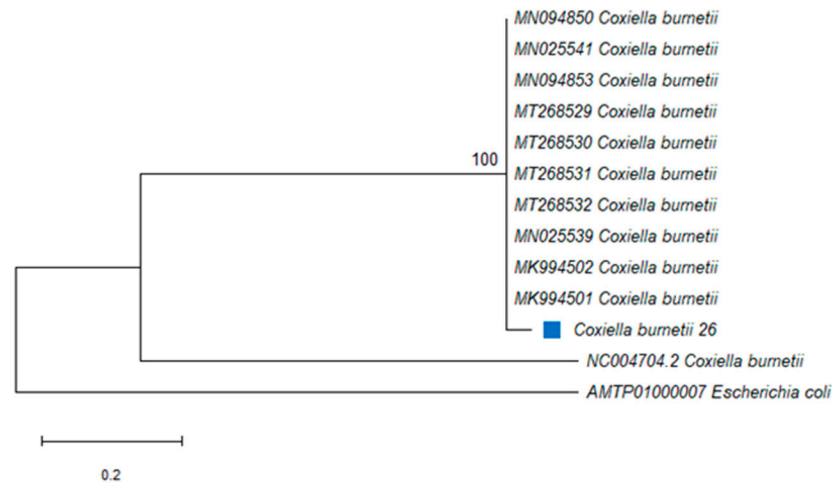 MN094850 Coxiella burnetii
MN025541 Coxiella burnetii
MN094853 Coxiella burnetii
MT268529 Coxiella burnetii
MT268530 Coxiella burnetii
100
MT268531 Coxiella burnetii
MT268532 Coxiella burnetii
MN025539 Coxiella burnetii
MK994502 Coxiella burnetii
MK994501 Coxiella burnetii
Coxiella burnetii 26
NC004704.2 Coxiella burnetii
AMTP01000007 Escherichia coli
0.2